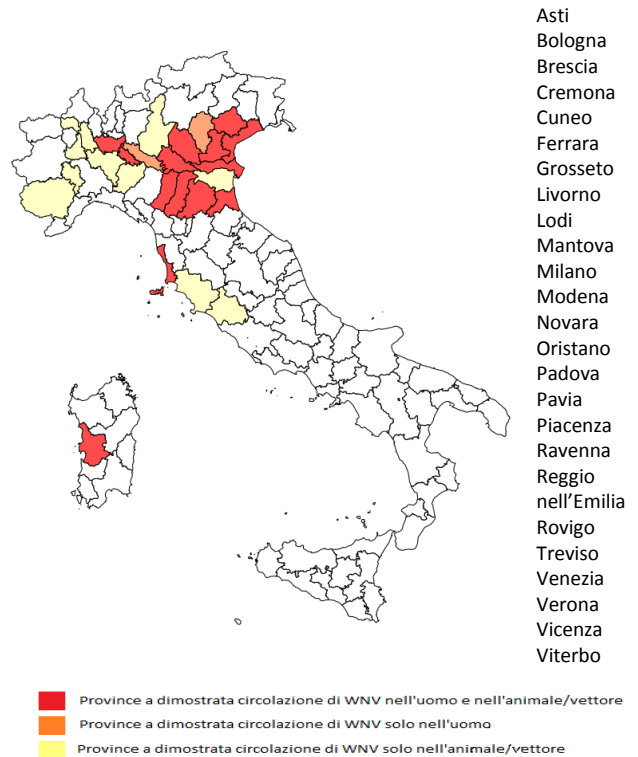 Asti
Bologna
Brescia
Cremona
Cuneo
Ferrara
Grosseto
Livorno
Lodi
Mantova
Milano
Modena
Novara
Oristano
Padova
Pavia
Piacenza
Ravenna
Reggio
nell'Emilia
Rovigo
Treviso
Venezia
Verona
Vicenza
Viterbo
Province a dimostrata circolazione di WNV nell'uomo e nell'animale/vettore
Province a dimostrata circolazione di WNV solo nell'uomo
Province a dimostrata circolazione di WNV solo nell'animale/vettore